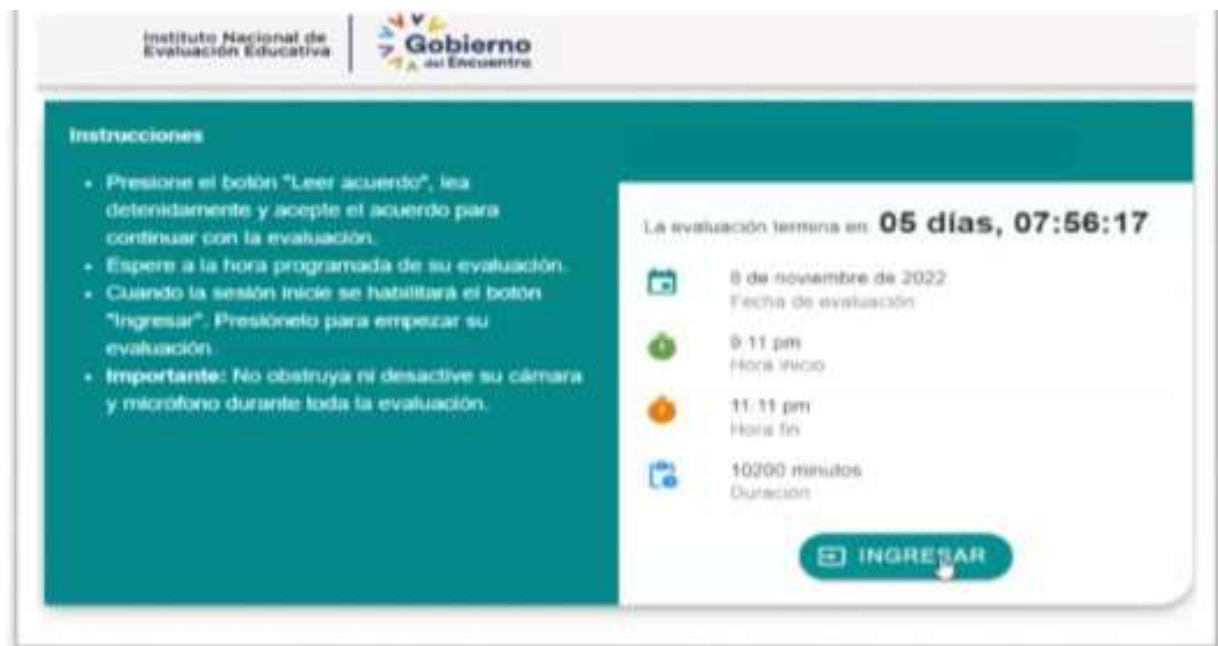 Instituto Nacional de
Evaluación Educativa
Gobierno
del Encuentro
Instrucciones
• Presione el botón "Leer acuerdo", lea
detenidamente y acepte el acuerdo para
continuar con la evaluación.
• Espere a la hora programada de su evaluación.
• Cuando la sesión inicie se habilitará el botón
"Ingresar". Presiónelo para empezar su
evaluación.
• Importante: No obstruya ni desactive su cámara
y micrófono durante toda la evaluación.
La evaluación termina en: 05 días, 07:56:17
8 de noviembre de 2022
Fecha de evaluación
9:11 pm
Hora inicio
11:11 pm
Hora fin
10200 minutos
Duración
INGRESAR